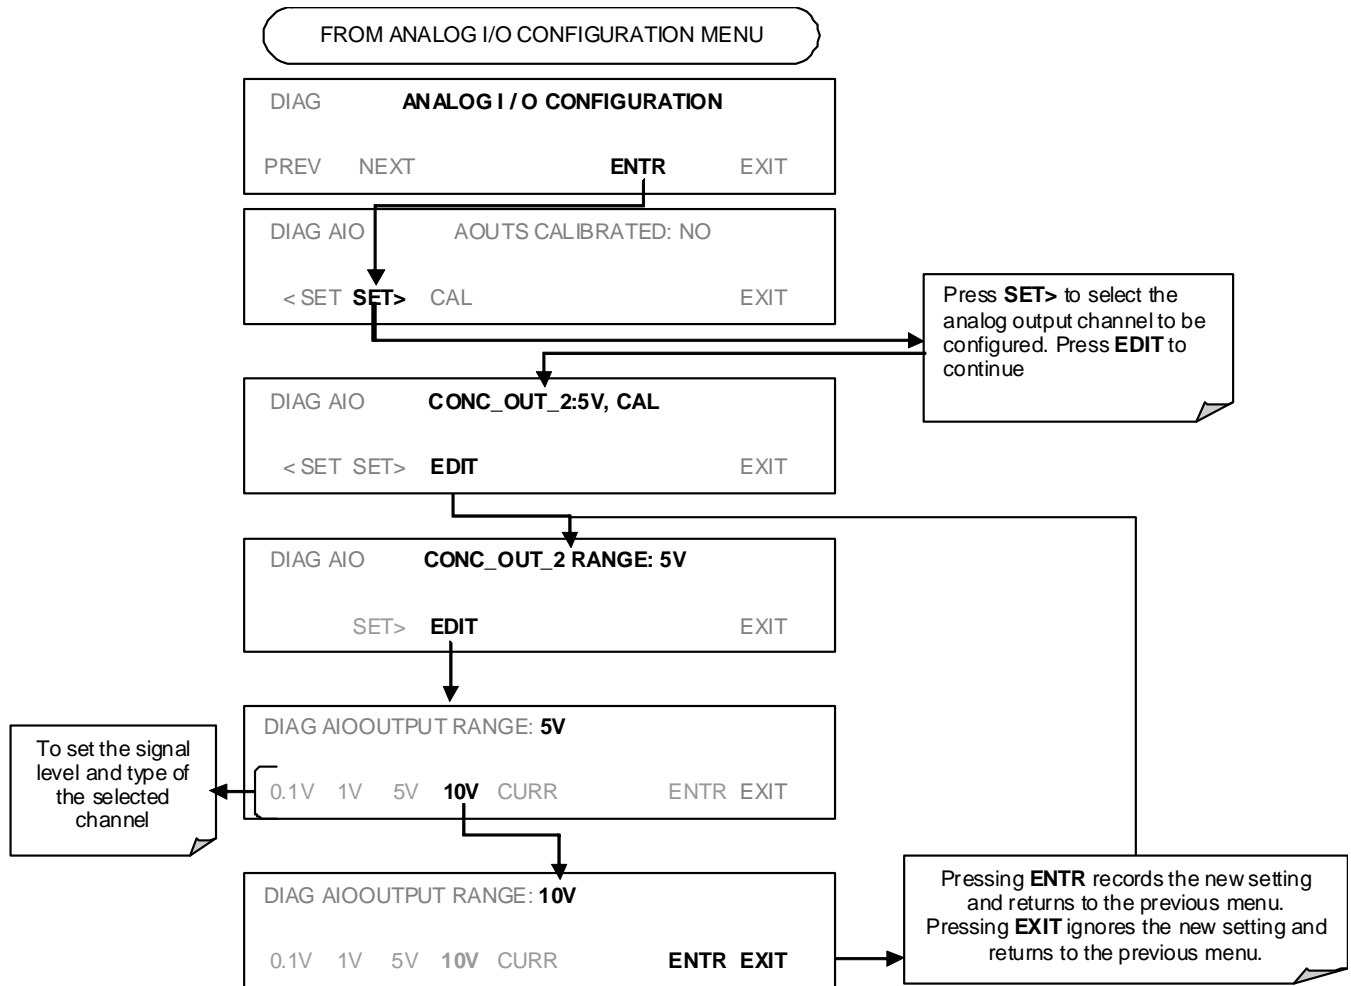 FROM ANALOG I/O CONFIGURATION MENU
DIAG ANALOG I / O CONFIGURATION
PREV NEXT ENTR EXIT
DIAG AIO AOUTS CALIBRATED: NO
< SET SET> CAL EXIT
Press SET> to select the
analog output channel to be
configured. Press EDIT to
continue
DIAG AIO CONC_OUT_2:5V, CAL
< SET SET> EDIT EXIT
DIAG AIO CONC_OUT_2 RANGE: 5V
SET> EDIT EXIT
DIAG AIOOUTPUT RANGE: 5V
0.1V 1V 5V 10V CURR ENTR EXIT
To set the signal
level and type of
the selected
channel
DIAG AIOOUTPUT RANGE: 10V
0.1V 1V 5V 10V CURR ENTR EXIT
Pressing ENTR records the new setting
and returns to the previous menu.
Pressing EXIT ignores the new setting and
returns to the previous menu.